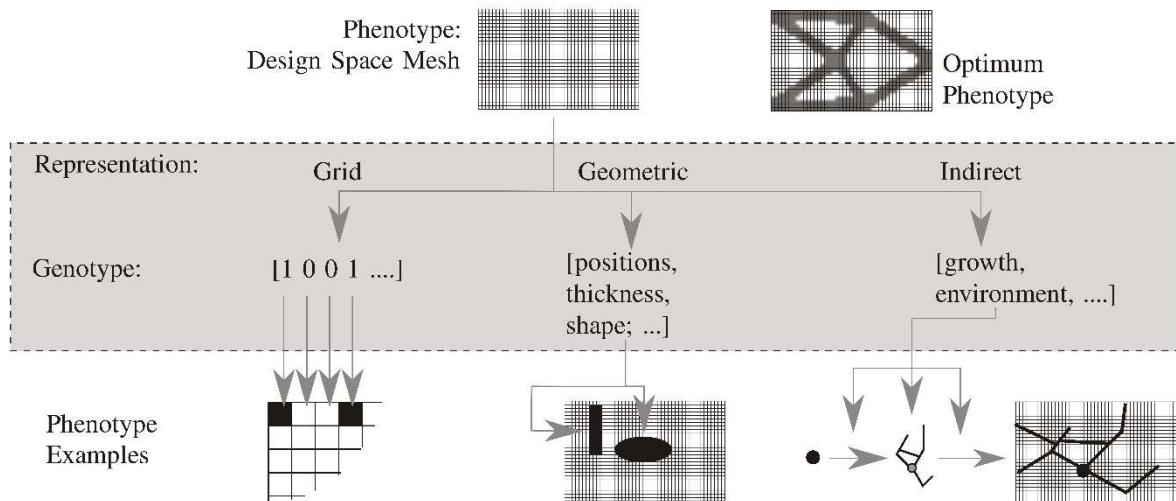 Phenotype:
Design Space Mesh
Optimum
Phenotype
Representation:
Grid
Geometric
Indirect
Genotype:
[1 0 0 1 ....]
[positions,
thickness,
shape; ...]
[growth,
environment, ....]
Phenotype
Examples